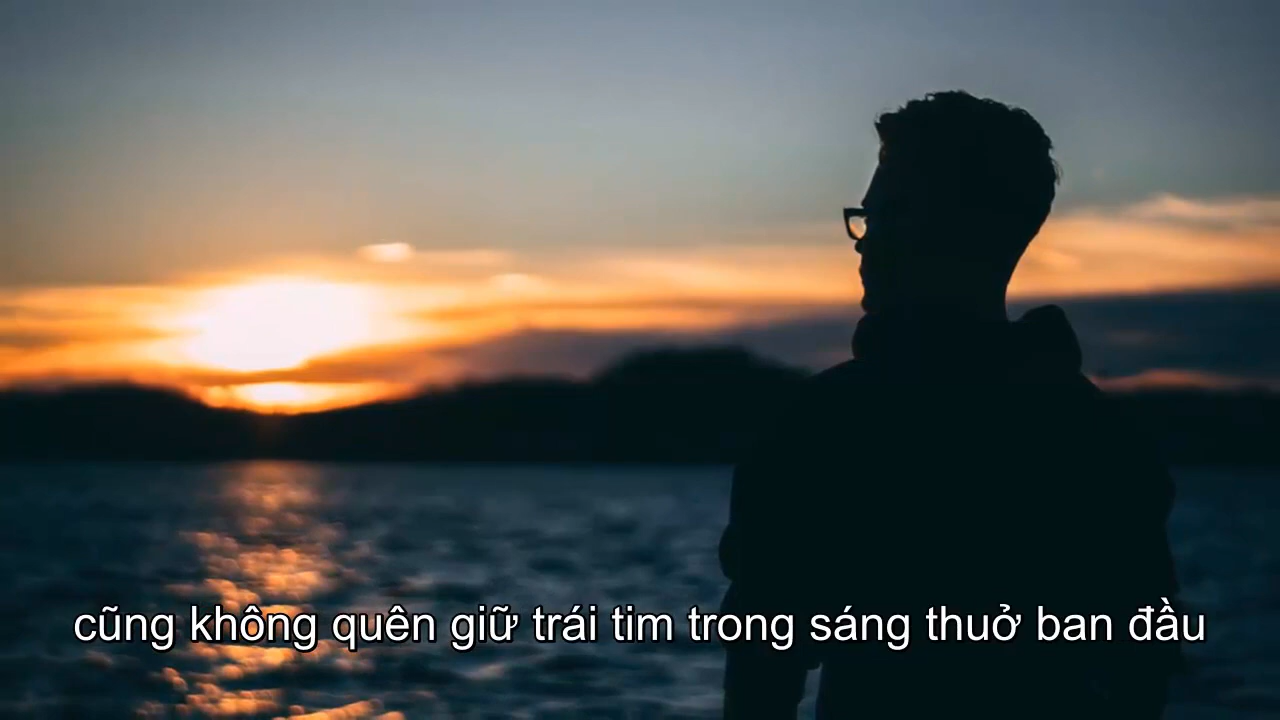 cũng không quên giữ trái tim trong sáng thuở ban đầu